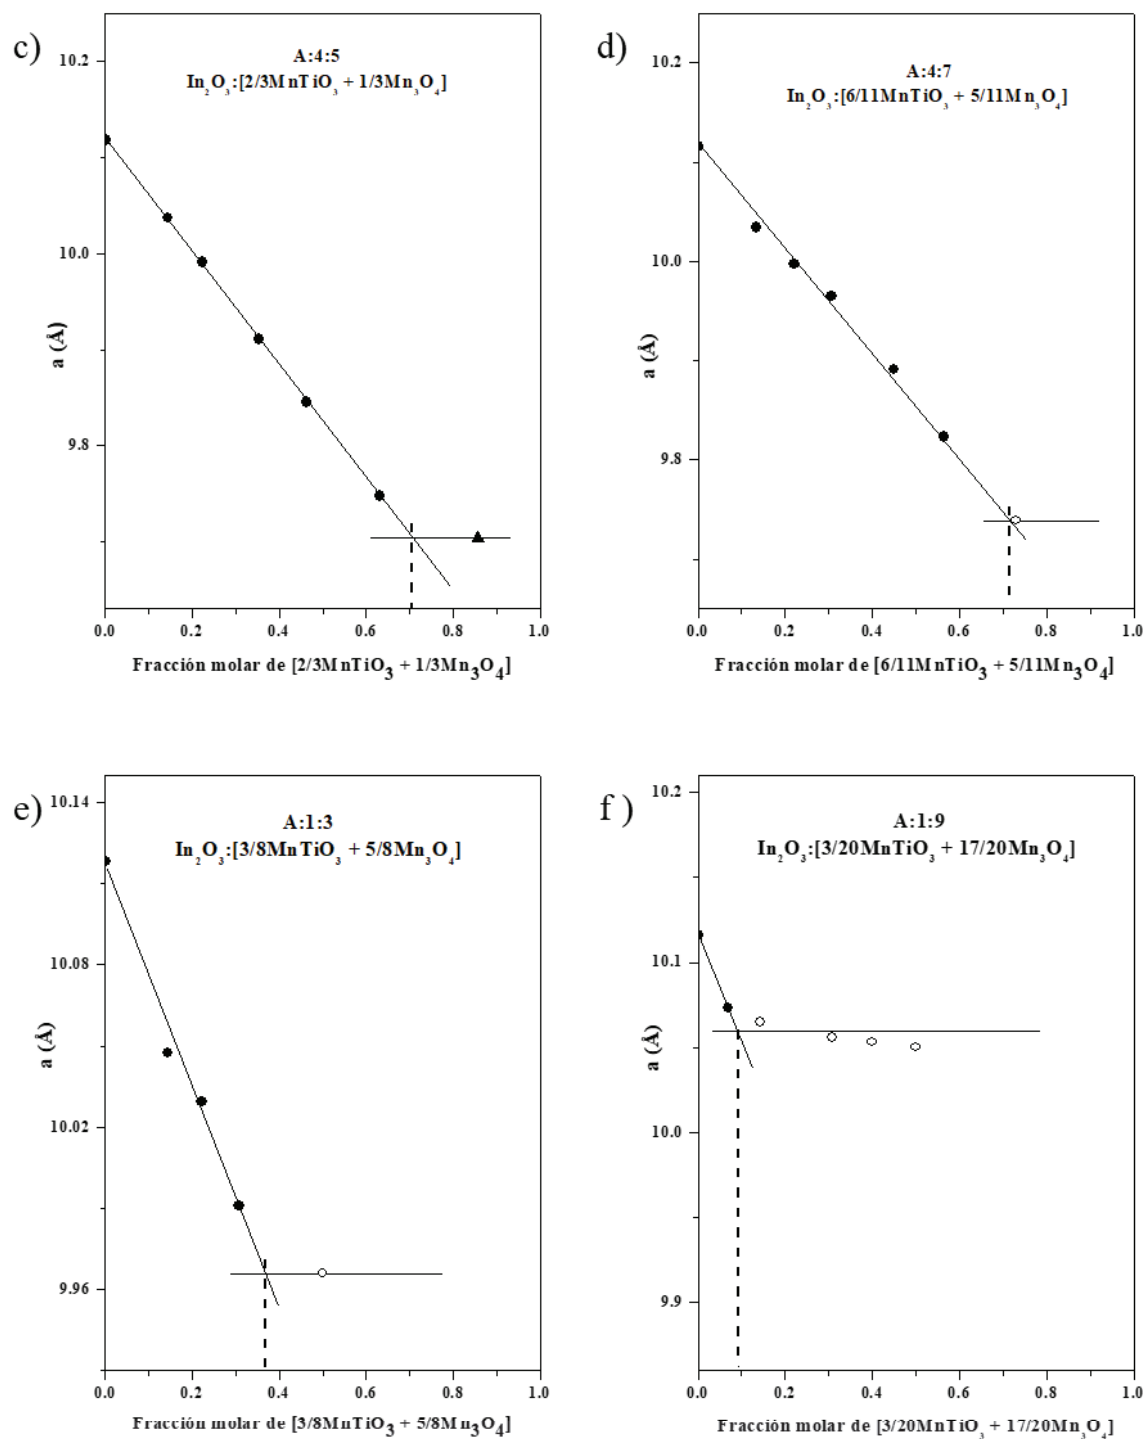 c)
A:4:5
In₂O₃:[2/3MnTiO₃ + 1/3Mn₃O₄]
10.2
10.0
9.8
a (Å)
0.0 0.2 0.4 0.6 0.8 1.0
Fracción molar de [2/3MnTiO₃ + 1/3Mn₃O₄]
d)
A:4:7
In₂O₃:[6/11MnTiO₃ + 5/11Mn₃O₄]
10.2
10.0
9.8
a (Å)
0.0 0.2 0.4 0.6 0.8 1.0
Fracción molar de [6/11MnTiO₃ + 5/11Mn₃O₄]
e)
A:1:3
In₂O₃:[3/8MnTiO₃ + 5/8Mn₃O₄]
10.14
10.08
10.02
9.96
a (Å)
0.0 0.2 0.4 0.6 0.8 1.0
Fracción molar de [3/8MnTiO₃ + 5/8Mn₃O₄]
f )
A:1:9
In₂O₃:[3/20MnTiO₃ + 17/20Mn₃O₄]
10.2
10.1
10.0
9.9
a (Å)
0.0 0.2 0.4 0.6 0.8 1.0
Fracción molar de [3/20MnTiO₃ + 17/20Mn₃O₄]